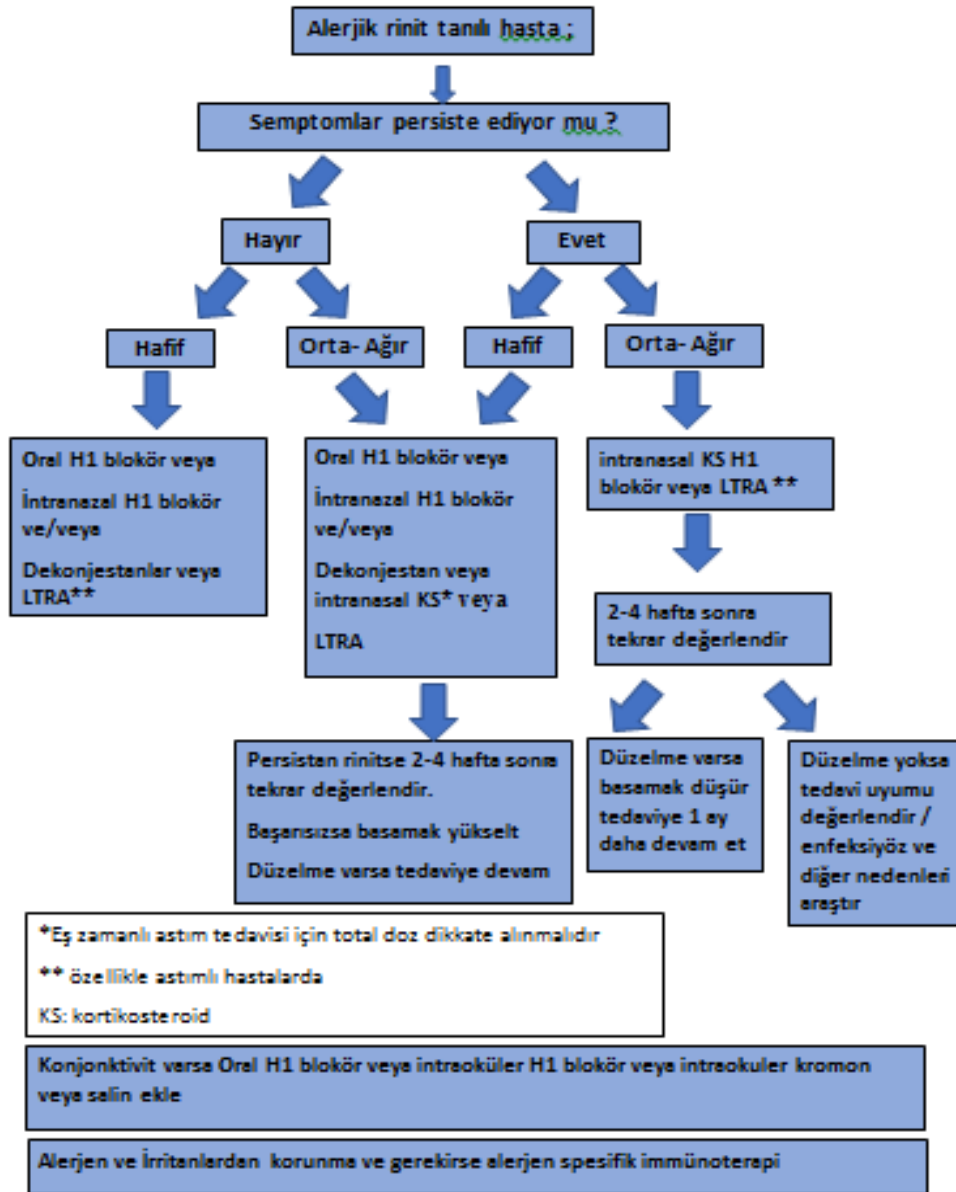 Alerjik rinit tanılı hasta ;
Semptomlar persiste ediyor mu ?
Hayır
Evet
Hafif
Orta- Ağır
Hafif
Orta- Ağır
Oral H1 blokör veya
İntranazal H1 blokör
ve/veya
Dekonjestanlar veya
LTRA**
Oral H1 blokör veya
İntranazal H1 blokör
ve/veya
Dekonjestan veya
intranasal KS* veya
LTRA
intranasal KS H1
blokör veya LTRA **
2-4 hafta sonra
tekrar değerlendir
Persistan rinitse 2-4 hafta sonra
tekrar değerlendir.
Başarısızsa basamak yükselt
Düzelme varsa tedaviye devam
Düzelme varsa
basamak düşür
tedaviye 1 ay
daha devam et
Düzelme yoksa
tedavi uyumu
değerlendir /
enfeksiyöz ve
diğer nedenleri
araştır
*Eş zamanlı astım tedavisi için total doz dikkate alınmalıdır
** özellikle astımlı hastalarda
KS: kortikosteroid
Konjonktivit varsa Oral H1 blokör veya intraoküler H1 blokör veya intraokuler kromon
veya salin ekle
Alerjen ve İrritanlardan korunma ve gerekirse alerjen spesifik immünoterapi